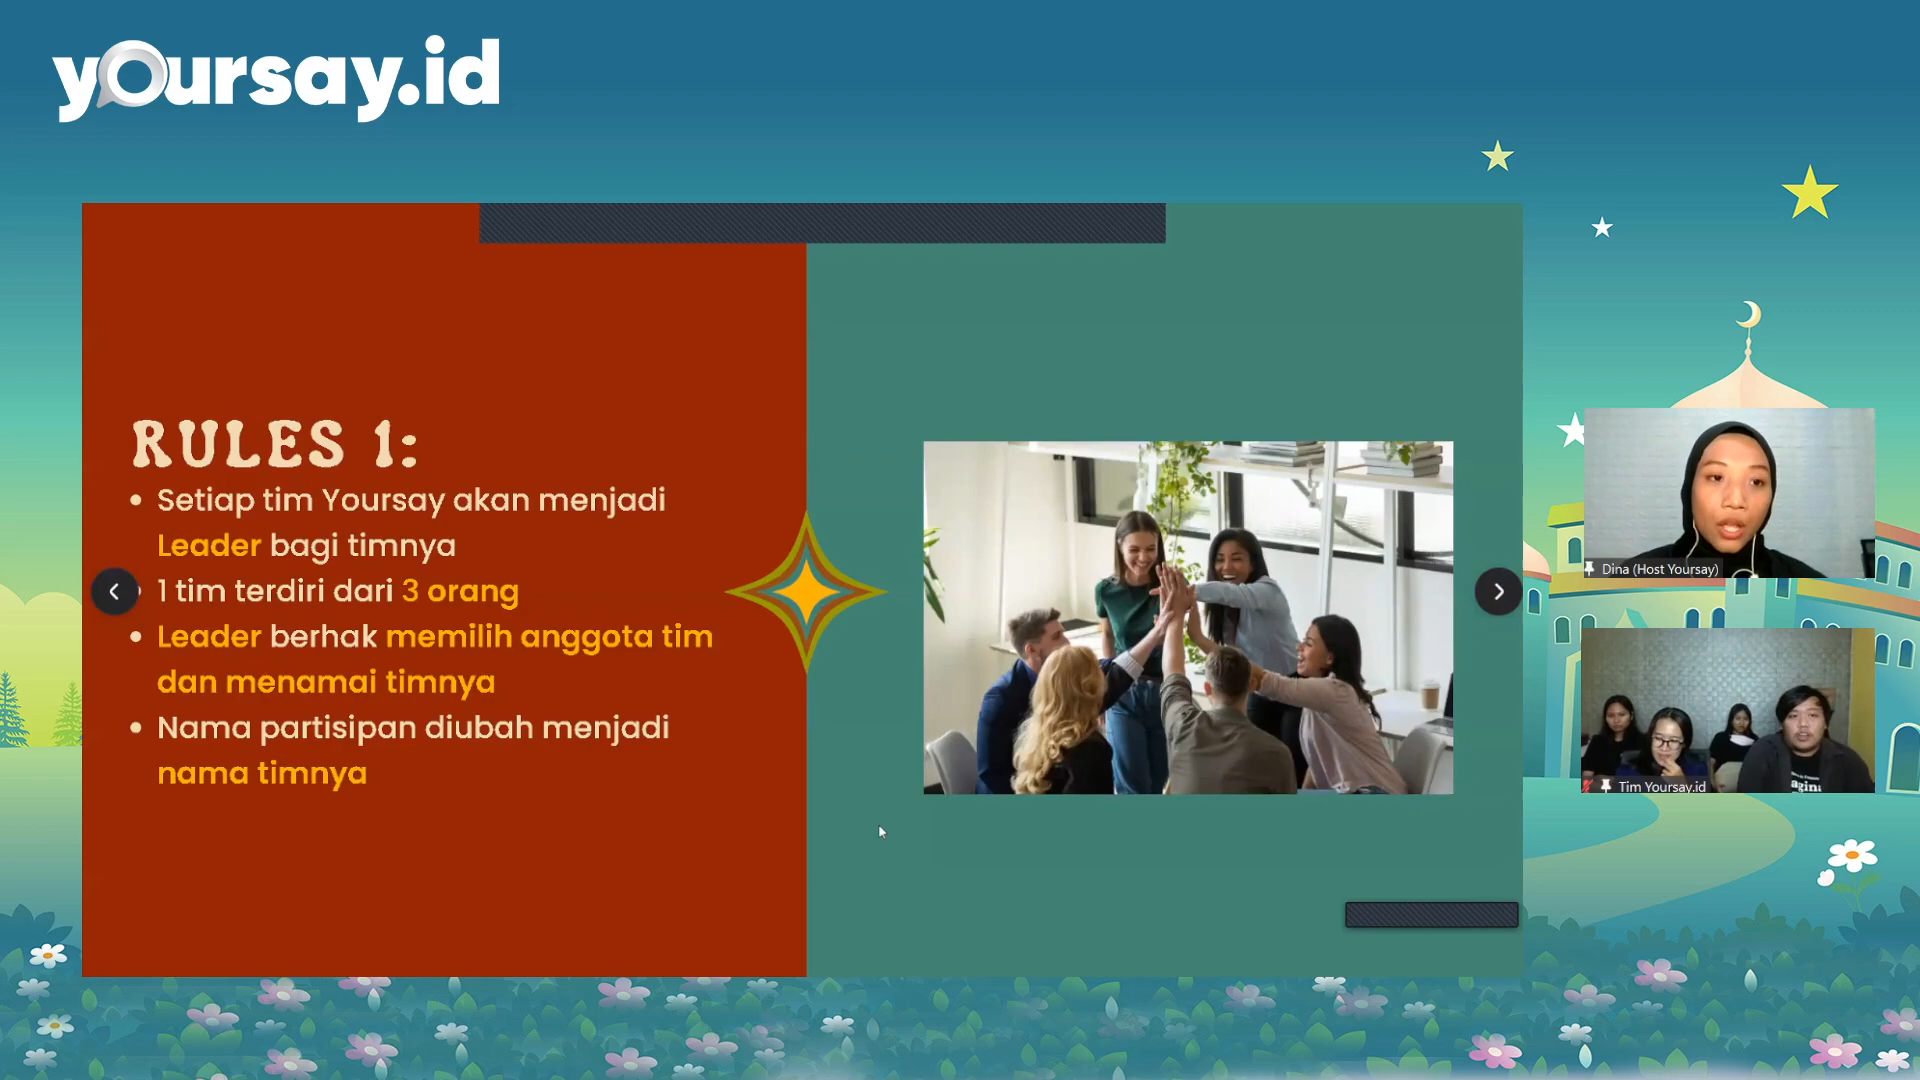 yoursay.id
RULES 1:
• Setiap tim Yoursay akan menjadi
Leader bagi timnya
• 1 tim terdiri dari 3 orang
• Leader berhak memilih anggota tim
dan menamai timnya
• Nama partisipan diubah menjadi
nama timnya
Dina (Host Yoursay)
Tim Yoursay.id